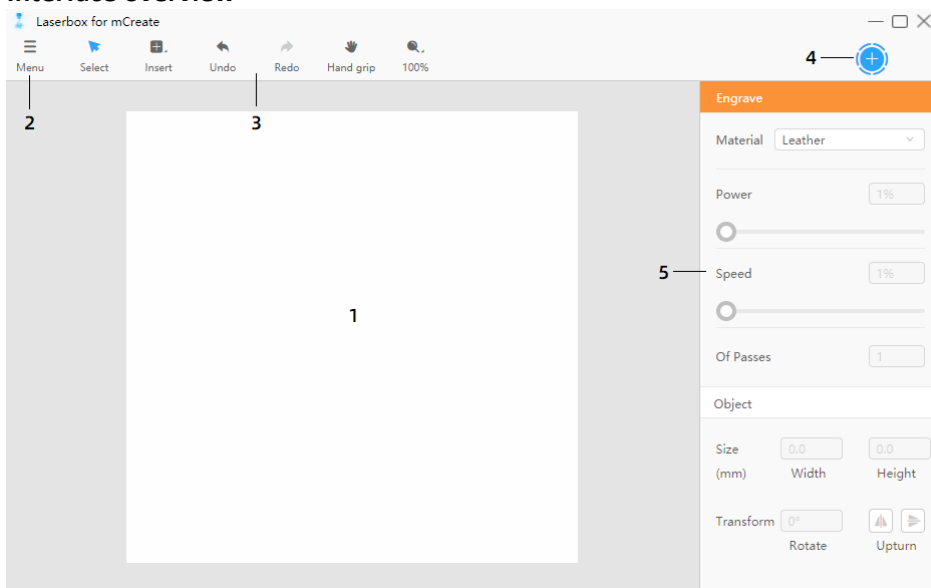 Laserbox for mCreate
Menu Select Insert Undo Redo Hand grip 100%
4
2
3
Engrave
Material Leather
Power 1%
5
Speed 1%
1
Of Passes 1
Object
Size 0.0 0.0
(mm) Width Height
Transform 0°
Rotate Upturn